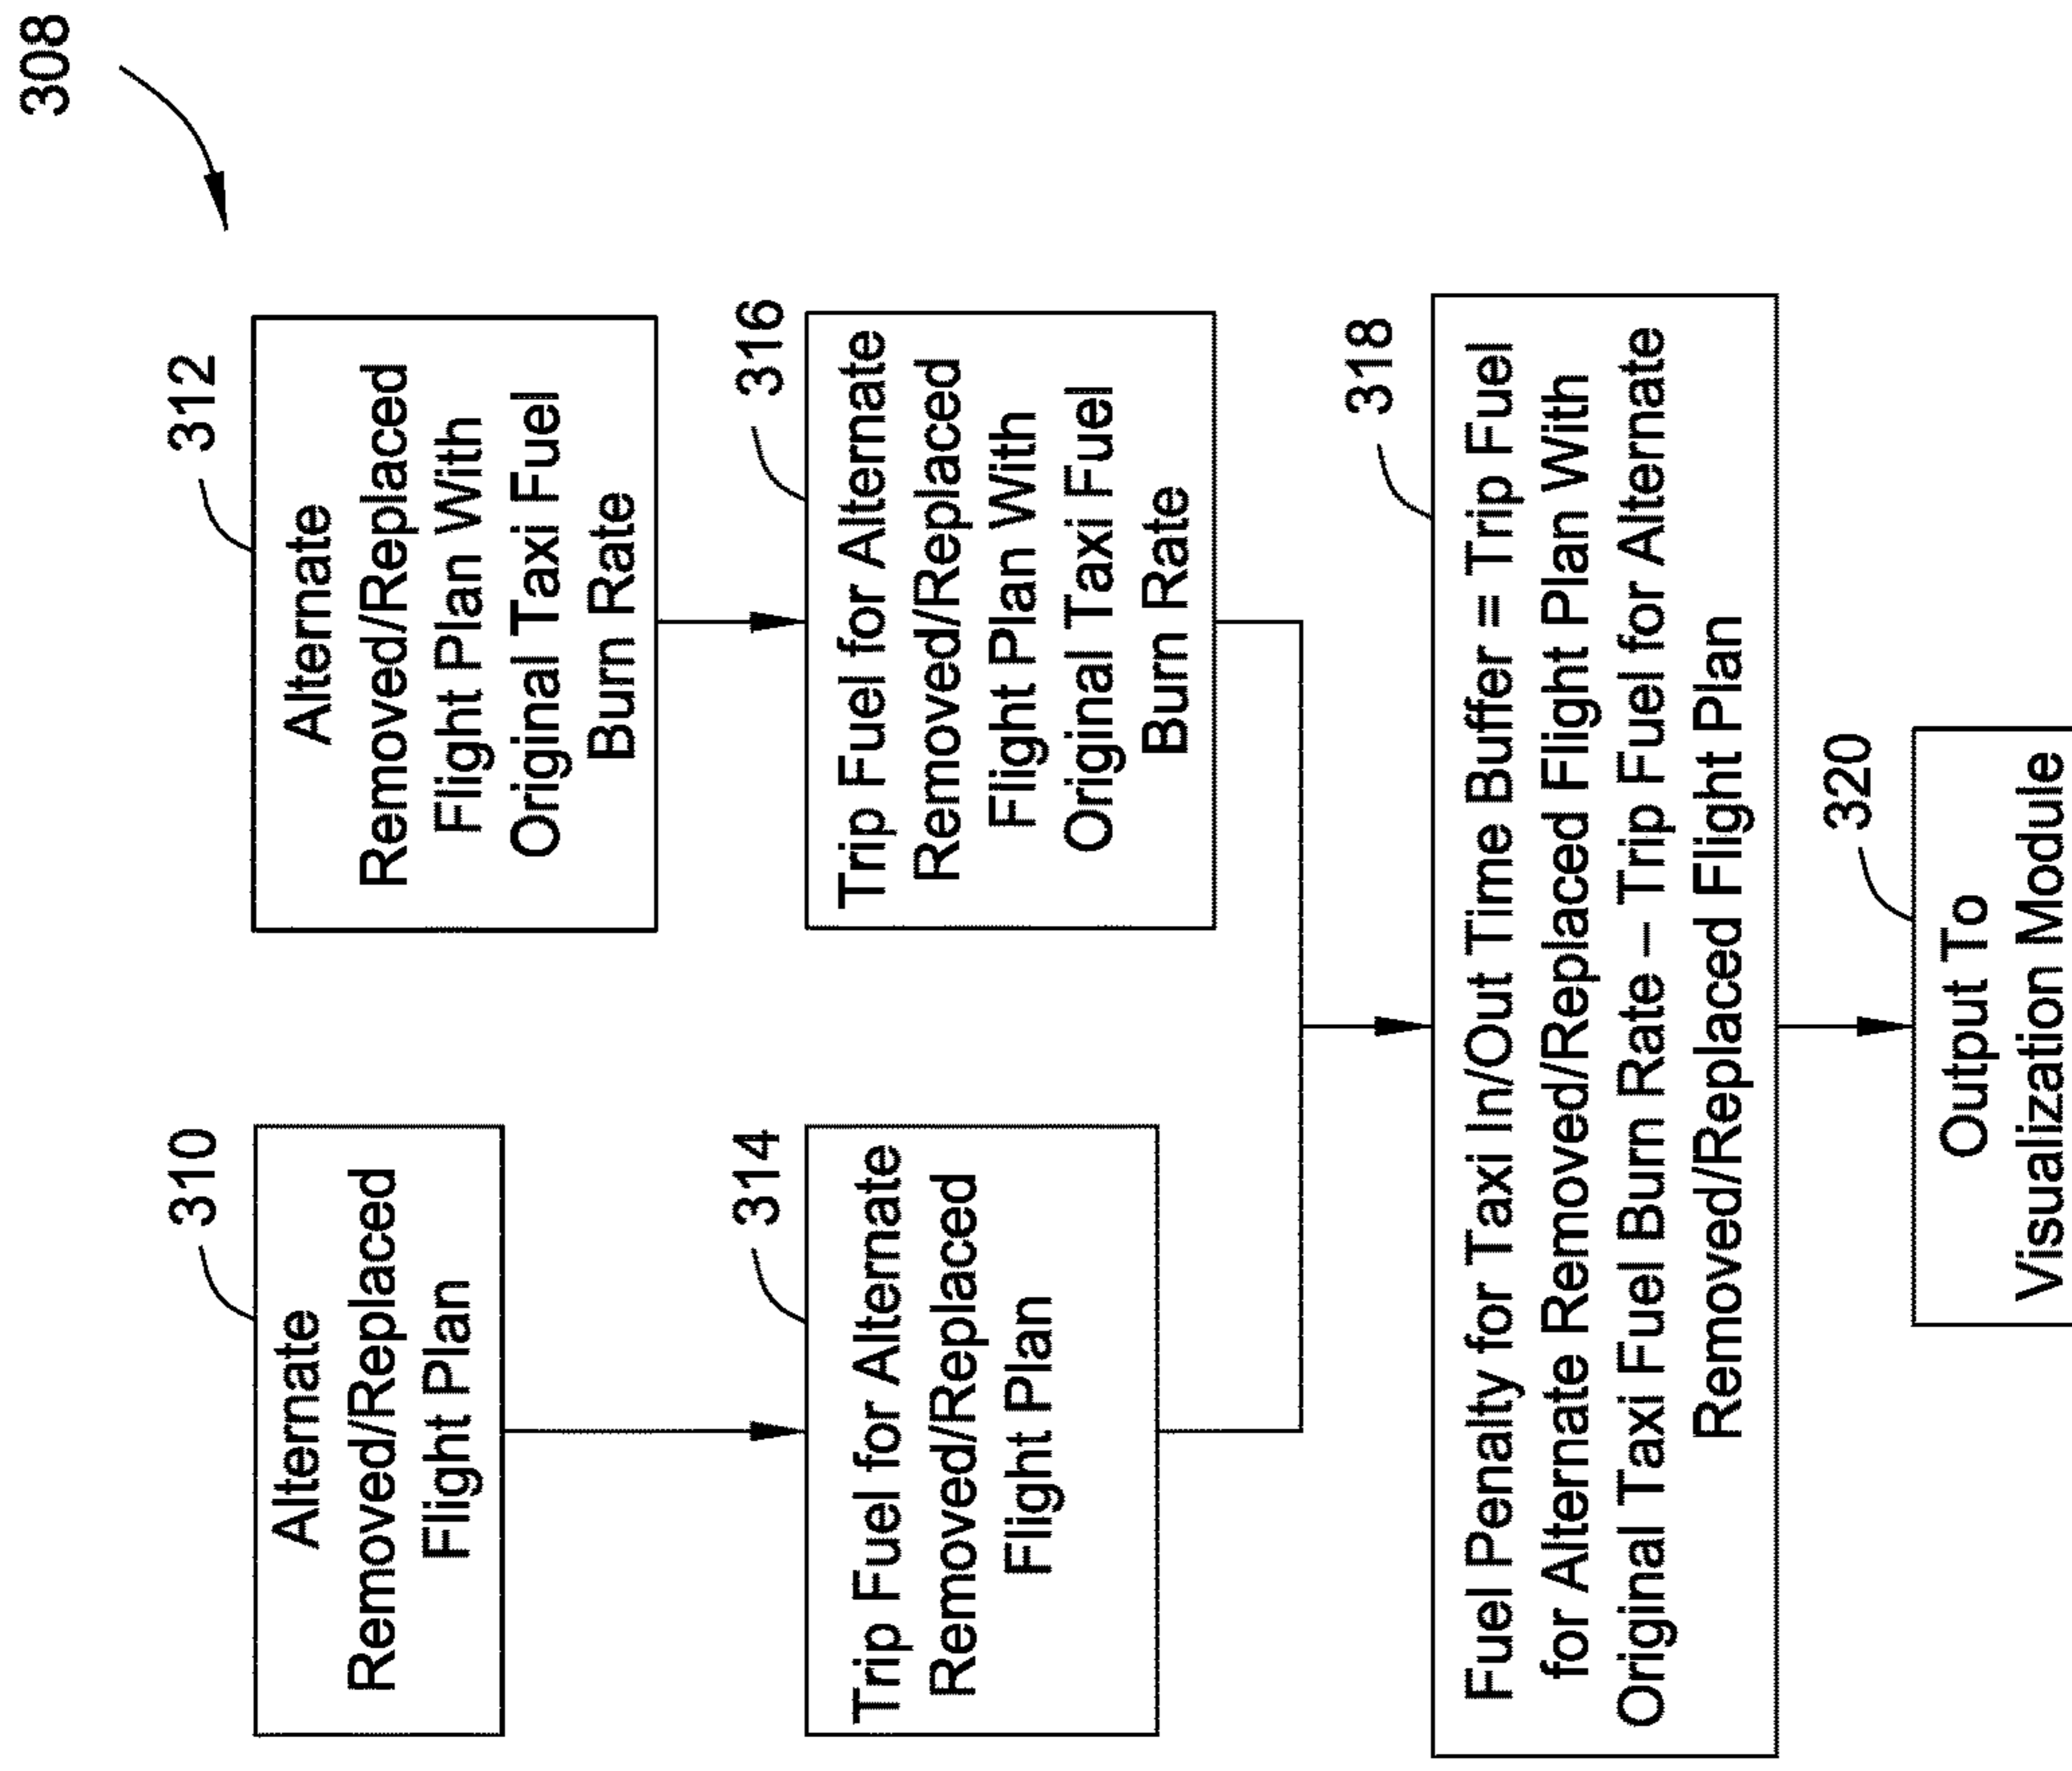 308
310
Alternate
Removed/Replaced
Flight Plan
312
Alternate
Removed/Replaced
Flight Plan With
Original Taxi Fuel
Burn Rate
314
Trip Fuel for Alternate
Removed/Replaced
Flight Plan
316
Trip Fuel for Alternate
Removed/Replaced
Flight Plan With
Original Taxi Fuel
Burn Rate
318
Fuel Penalty for Taxi In/Out Time Buffer = Trip Fuel
for Alternate Removed/Replaced Flight Plan With
Original Taxi Fuel Burn Rate – Trip Fuel for Alternate
Removed/Replaced Flight Plan
320
Output To
Visualization Module